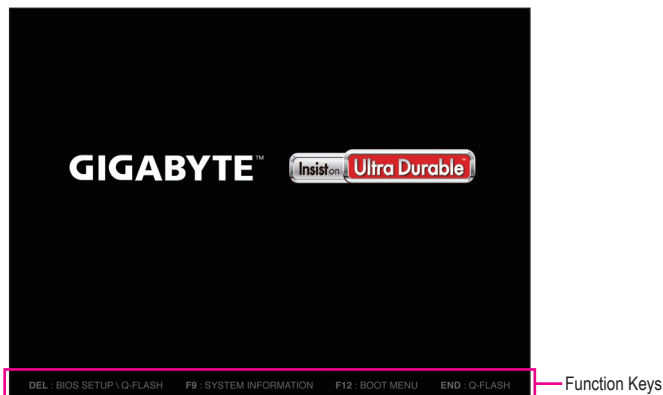 GIGABYTE™ Insist on Ultra Durable™
DEL : BIOS SETUP \ Q-FLASH F9 : SYSTEM INFORMATION F12 : BOOT MENU END : Q-FLASH
Function Keys